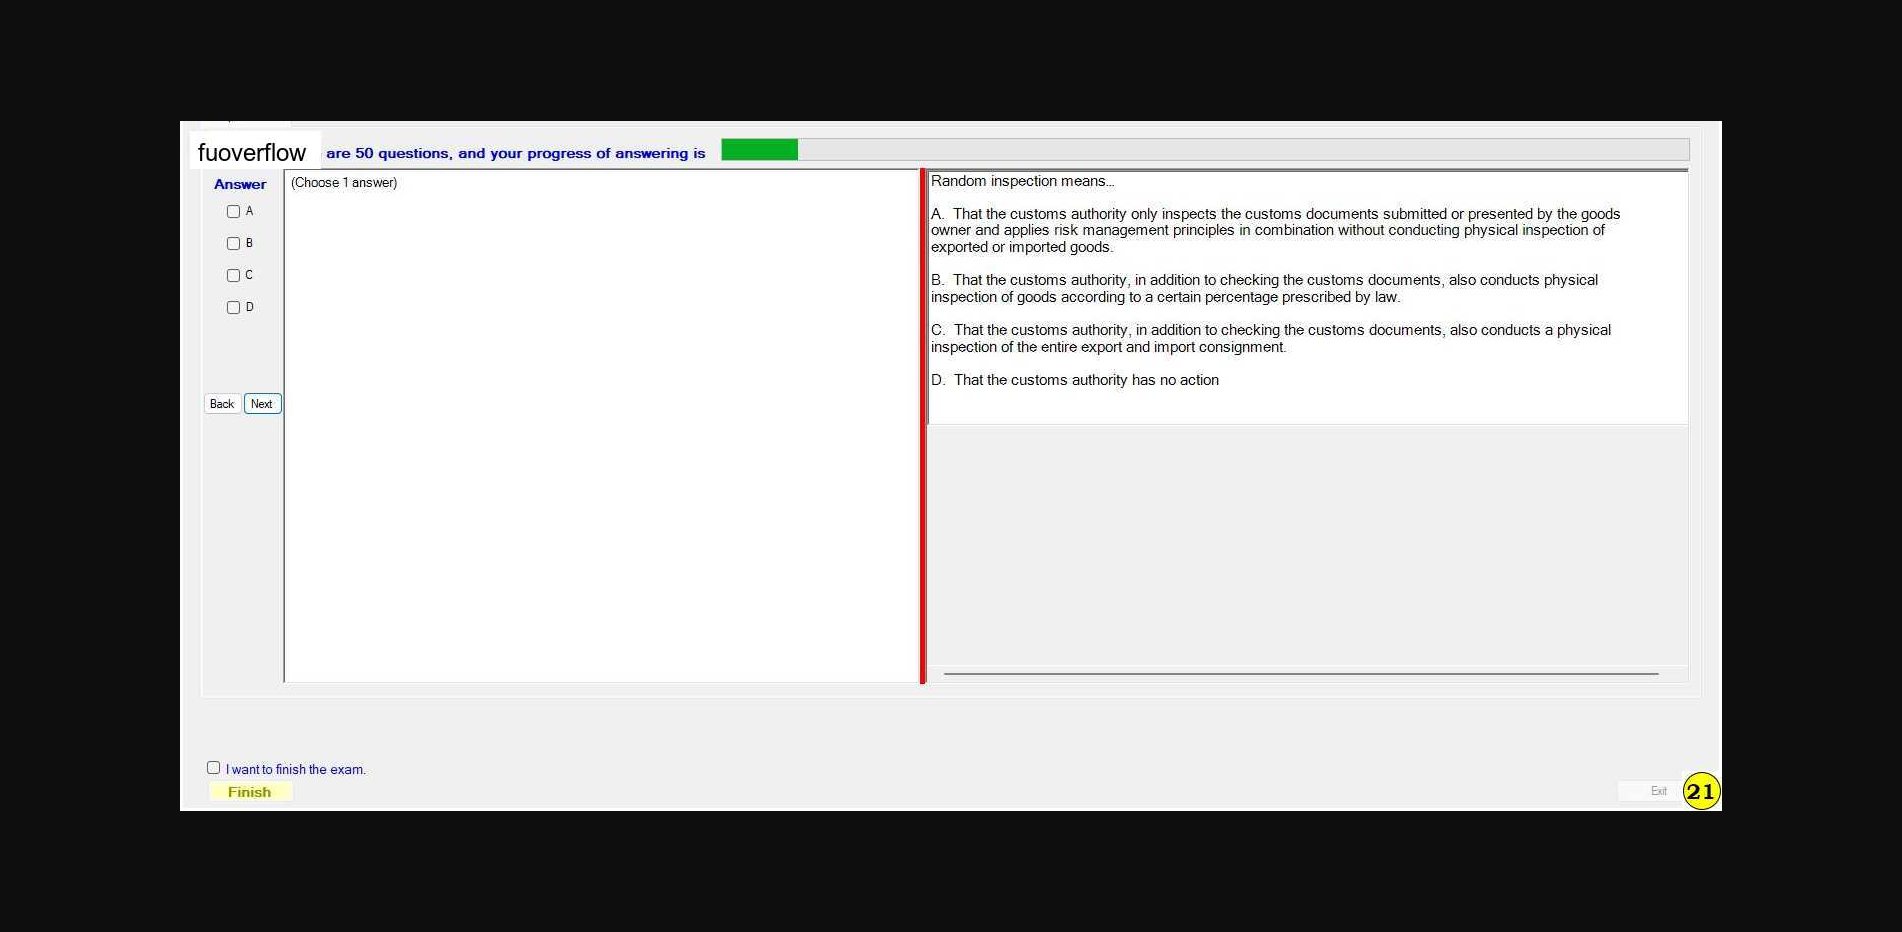 fuoverflow are 50 questions, and your progress of answering is
Answer
(Choose 1 answer)
A
B
C
D
Back Next
Random inspection means...
A. That the customs authority only inspects the customs documents submitted or presented by the goods
owner and applies risk management principles in combination without conducting physical inspection of
exported or imported goods.
B. That the customs authority, in addition to checking the customs documents, also conducts physical
inspection of goods according to a certain percentage prescribed by law.
C. That the customs authority, in addition to checking the customs documents, also conducts a physical
inspection of the entire export and import consignment.
D. That the customs authority has no action
I want to finish the exam.
Finish
Exit
21